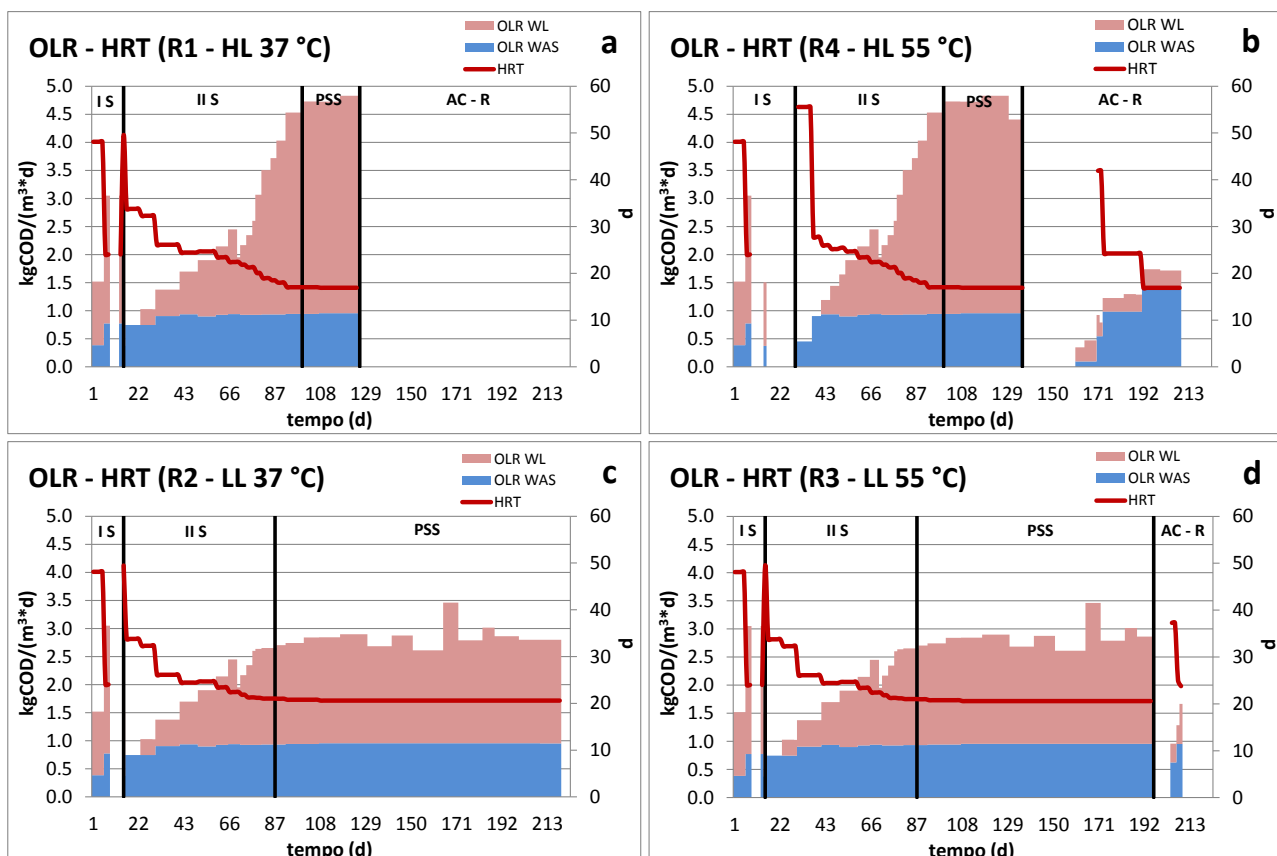 OLR - HRT (R1 - HL 37 °C)
OLR WL
OLR WAS
HRT
a
I S
II S
PSS
AC - R
5.0
4.5
4.0
3.5
3.0
2.5
2.0
1.5
1.0
0.5
0.0
kgCOD/(m³*d)
60
50
40
30
20
10
0
d
1 22 43 66 87 108 129 150 171 192 213
tempo (d)
OLR - HRT (R4 - HL 55 °C)
OLR WL
OLR WAS
HRT
b
I S
II S
PSS
AC - R
5.0
4.5
4.0
3.5
3.0
2.5
2.0
1.5
1.0
0.5
0.0
kgCOD/(m³*d)
60
50
40
30
20
10
0
d
1 22 43 66 87 108 129 150 171 192 213
tempo (d)
OLR - HRT (R2 - LL 37 °C)
OLR WL
OLR WAS
HRT
c
I S
II S
PSS
5.0
4.5
4.0
3.5
3.0
2.5
2.0
1.5
1.0
0.5
0.0
kgCOD/(m³*d)
60
50
40
30
20
10
0
d
1 22 43 66 87 108 129 150 171 192 213
tempo (d)
OLR - HRT (R3 - LL 55 °C)
OLR WL
OLR WAS
HRT
d
I S
II S
PSS
AC - R
5.0
4.5
4.0
3.5
3.0
2.5
2.0
1.5
1.0
0.5
0.0
kgCOD/(m³*d)
60
50
40
30
20
10
0
d
1 22 43 66 87 108 129 150 171 192 213
tempo (d)